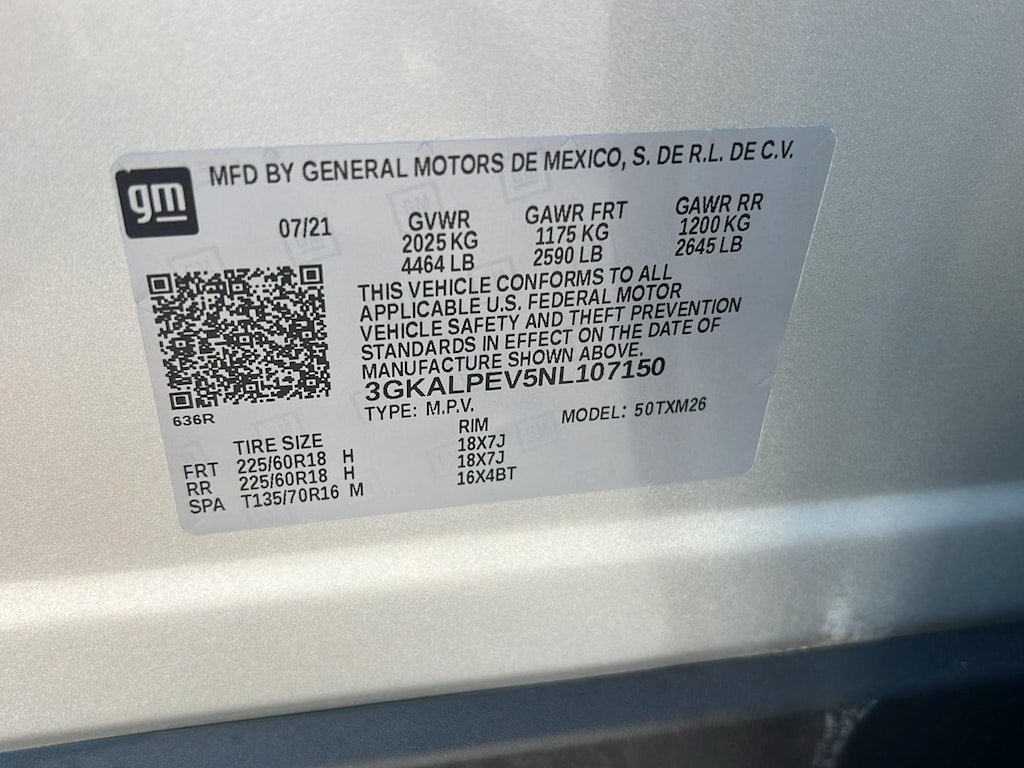 gm
MFD BY GENERAL MOTORS DE MEXICO, S. DE R.L. DE C.V.
07/21 GVWR GAWR FRT GAWR RR
2025 KG 1175 KG 1200 KG
4464 LB 2590 LB 2645 LB
THIS VEHICLE CONFORMS TO ALL
APPLICABLE U.S. FEDERAL MOTOR
VEHICLE SAFETY AND THEFT PREVENTION
STANDARDS IN EFFECT ON THE DATE OF
MANUFACTURE SHOWN ABOVE.
3GKALPEV5NL107150
636R
TYPE: M.P.V. MODEL: 50TXM26
TIRE SIZE RIM
FRT 225/60R18 H 18X7J
RR 225/60R18 H 18X7J
SPA T135/70R16 M 16X4BT